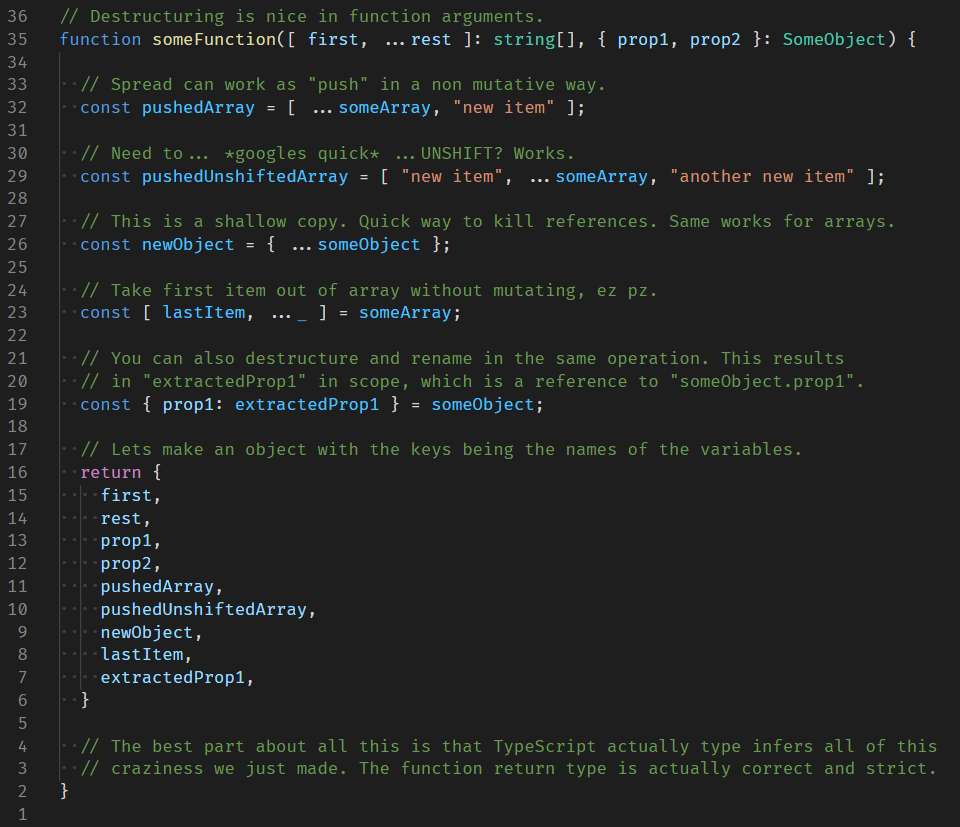 36 // Destructuring is nice in function arguments.
35 function someFunction([ first, ...rest ]: string[], { prop1, prop2 }: SomeObject) {
34
33   // Spread can work as "push" in a non mutative way.
32   const pushedArray = [ ...someArray, "new item" ];
31
30   // Need to... *googles quick* ...UNSHIFT? Works.
29   const pushedUnshiftedArray = [ "new item", ...someArray, "another new item" ];
28
27   // This is a shallow copy. Quick way to kill references. Same works for arrays.
26   const newObject = { ...someObject };
25
24   // Take first item out of array without mutating, ez pz.
23   const [ lastItem, ..._ ] = someArray;
22
21   // You can also destructure and rename in the same operation. This results
20   // in "extractedProp1" in scope, which is a reference to "someObject.prop1".
19   const { prop1: extractedProp1 } = someObject;
18
17   // Lets make an object with the keys being the names of the variables.
16   return {
15     first,
14     rest,
13     prop1,
12     prop2,
11     pushedArray,
10     pushedUnshiftedArray,
9     newObject,
8     lastItem,
7     extractedProp1,
6   }
5
4   // The best part about all this is that TypeScript actually type infers all of this
3   // craziness we just made. The function return type is actually correct and strict.
2 }
1